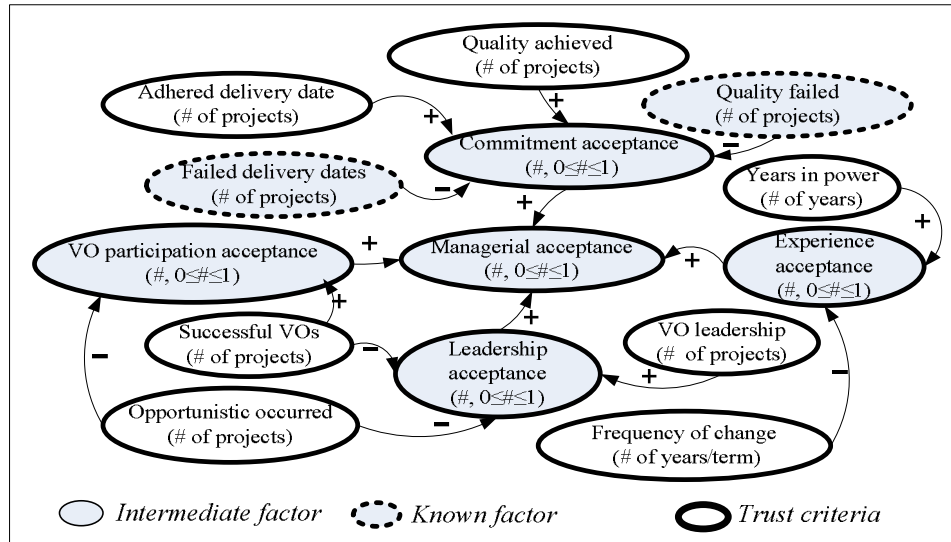 Quality achieved
(# of projects)
+
Adhered delivery date
(# of projects)
+
Quality failed
(# of projects)
−
Commitment acceptance
(#, 0≤#≤1)
Failed delivery dates
(# of projects)
−
+
Years in power
(# of years)
+
VO participation acceptance
(#, 0≤#≤1)
+
Managerial acceptance
(#, 0≤#≤1)
+
Experience
acceptance
(#, 0≤#≤1)
+
Successful VOs
(# of projects)
−
+
VO leadership
(# of projects)
+
Leadership
acceptance
(#, 0≤#≤1)
−
−
Opportunistic occurred
(# of projects)
−
Frequency of change
(# of years/term)
Intermediate factor
Known factor
Trust criteria